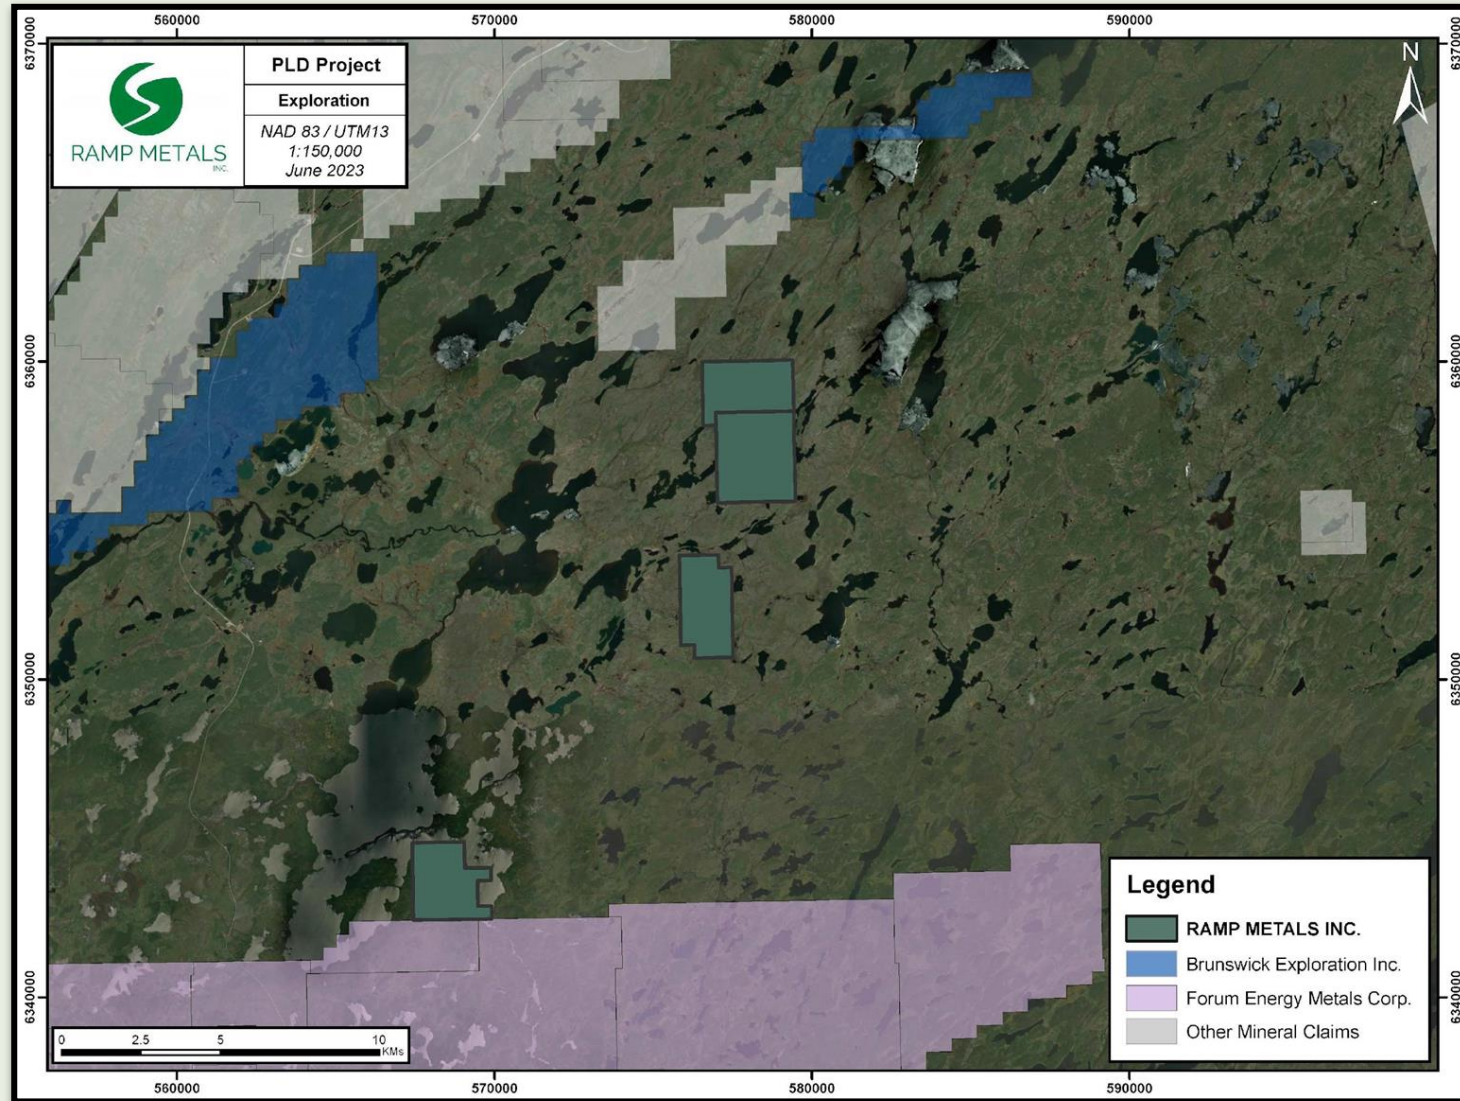 560000
570000
580000
590000
6370000
6370000
RAMP METALS
INC.
PLD Project
Exploration
NAD 83 / UTM13
1:150,000
June 2023
N
6360000
6360000
6350000
6350000
6340000
6340000
Legend
RAMP METALS INC.
Brunswick Exploration Inc.
Forum Energy Metals Corp.
Other Mineral Claims
0 2.5 5 10
KMs
560000
570000
580000
590000